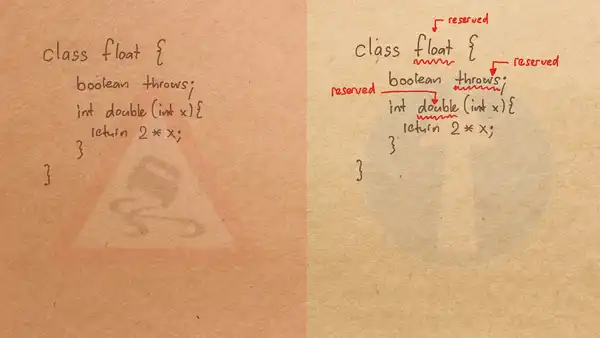 class float {
boolean throws;
int double (int x){
return 2 * x;
}
}
reserved
class float {
reserved
boolean throws;
reserved
int double (int x){
return 2 * x;
}
}